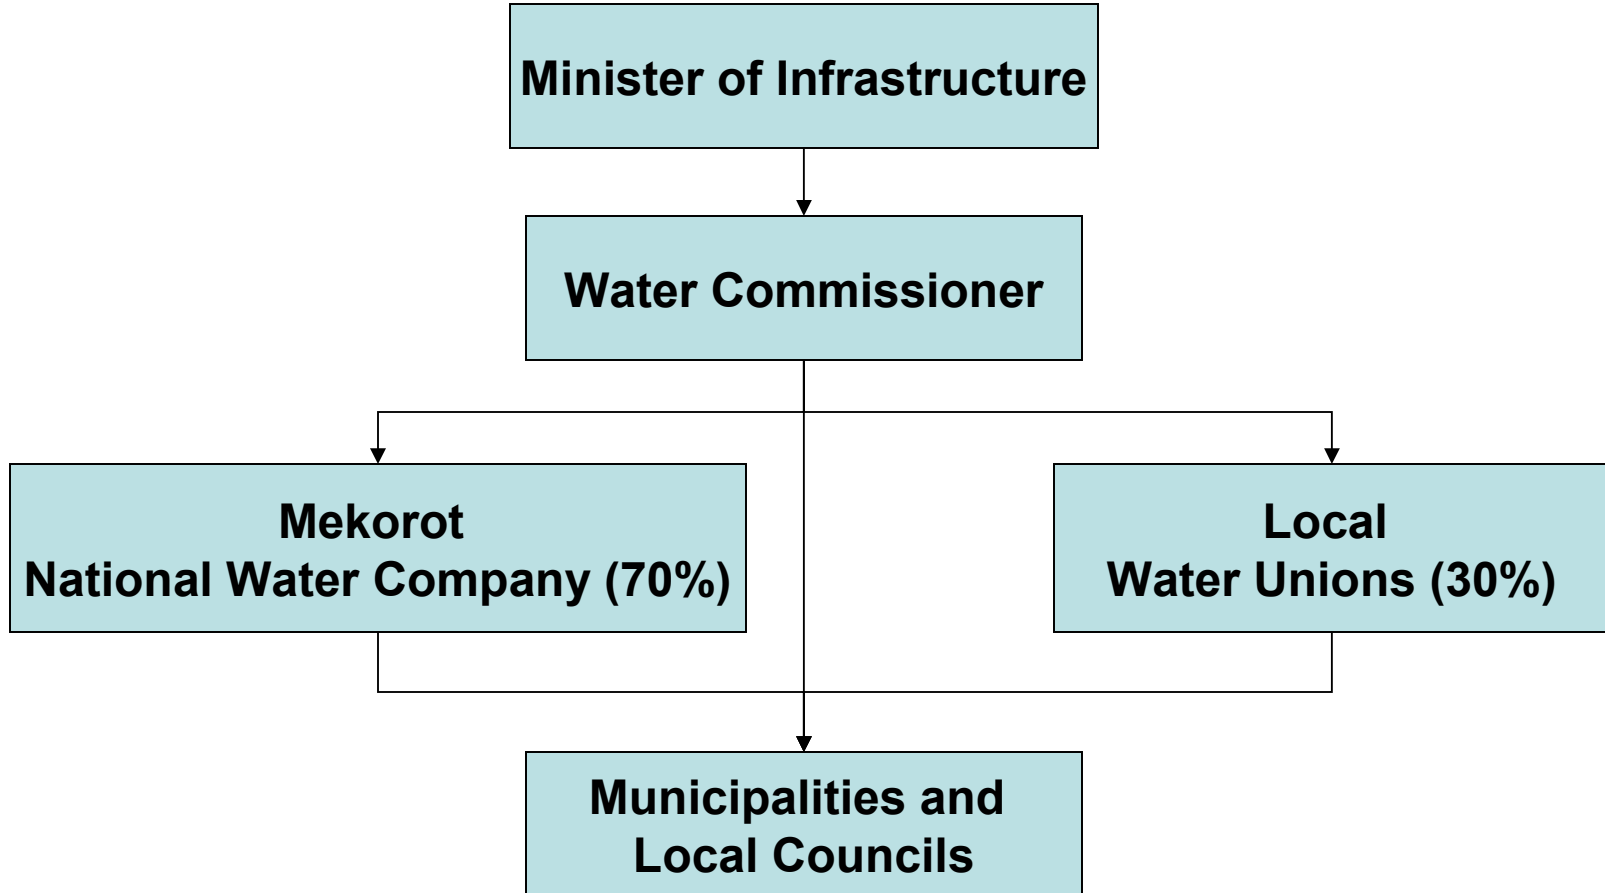 Minister of Infrastructure
Water Commissioner
Mekorot
National Water Company (70%)
Local
Water Unions (30%)
Municipalities and
Local Councils